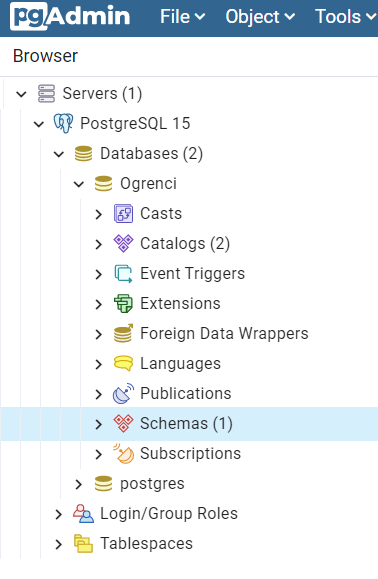 pgAdmin File Object Tools
Browser
Servers (1)
PostgreSQL 15
Databases (2)
Ogrenci
Casts
Catalogs (2)
Event Triggers
Extensions
Foreign Data Wrappers
Languages
Publications
Schemas (1)
Subscriptions
postgres
Login/Group Roles
Tablespaces